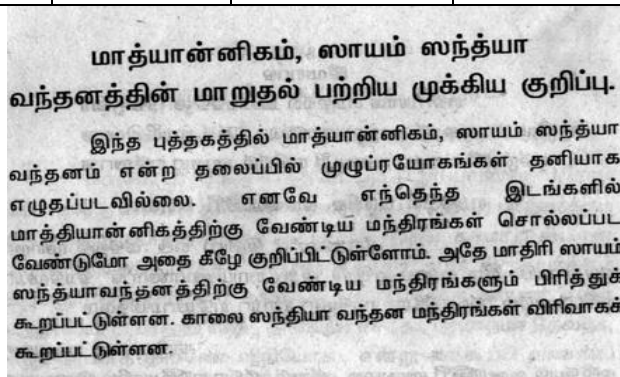 மாத்யான்னிகம், ஸாயம் ஸந்த்யா
வந்தனத்தின் மாறுதல் பற்றிய முக்கிய குறிப்பு.
இந்த புத்தகத்தில் மாத்யான்னிகம், ஸாயம் ஸந்த்யா
வந்தனம் என்ற தலைப்பில் முழுப்ரயோகங்கள் தனியாக
எழுதப்படவில்லை. எனவே எந்தெந்த இடங்களில்
மாத்தியான்னிகத்திற்கு வேண்டிய மந்திரங்கள் சொல்லப்பட
வேண்டுமோ அதை கீழே குறிப்பிட்டுள்ளோம். அதே மாதிரி ஸாயம்
ஸந்த்யாவந்தனத்திற்கு வேண்டிய மந்திரங்களும் பிரித்துக்
கூறப்பட்டுள்ளன. காலை ஸந்தியா வந்தன மந்திரங்கள் விரிவாகக்
கூறப்பட்டுள்ளன.